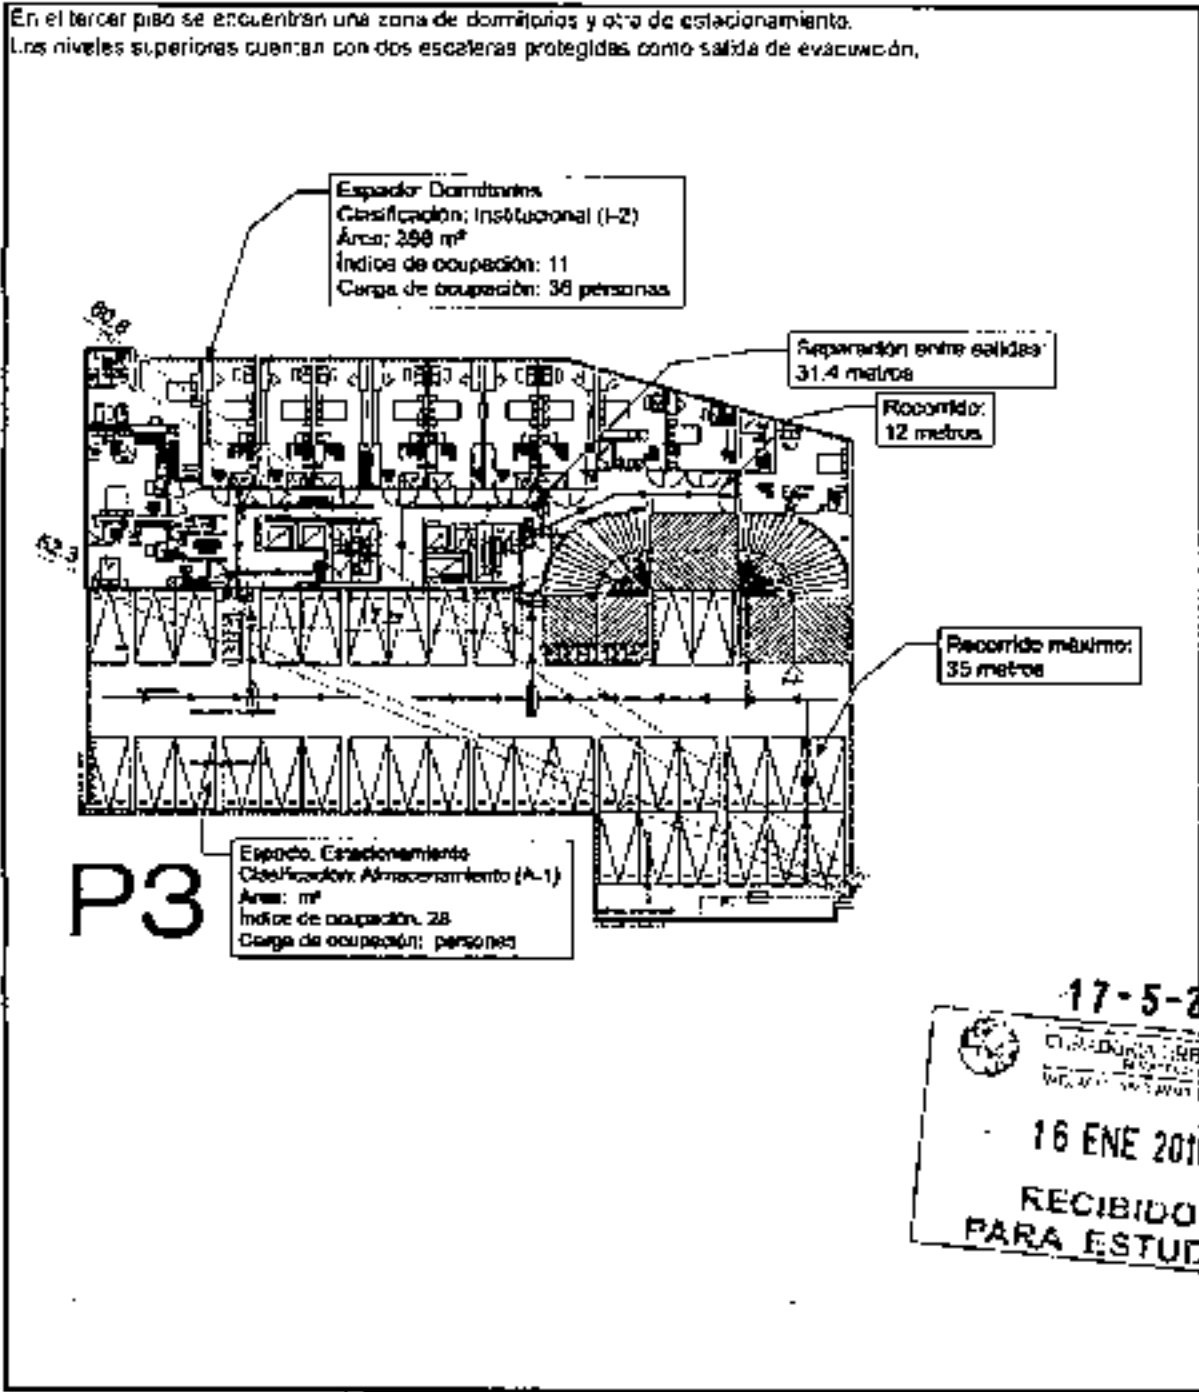 En el tercer piso se encuentran una zona de dormitorios y otra de estacionamiento.
Los niveles superiores cuentan con dos escaleras protegidas como salida de evacuación,
Espacio: Dormitorios
Clasificación: Institucional (I-2)
Área: 398 m²
Índice de ocupación: 11
Carga de ocupación: 36 personas
60.6
Separación entre salidas:
31.4 metros
Recorrido:
12 metros
Recorrido máximo:
35 metros
P3
Espacio: Estacionamiento
Clasificación: Almacenamiento (A-1)
Área: m²
Índice de ocupación: 28
Carga de ocupación: personas
17-5-2
16 ENE 201
RECIBIDO
PARA ESTUD